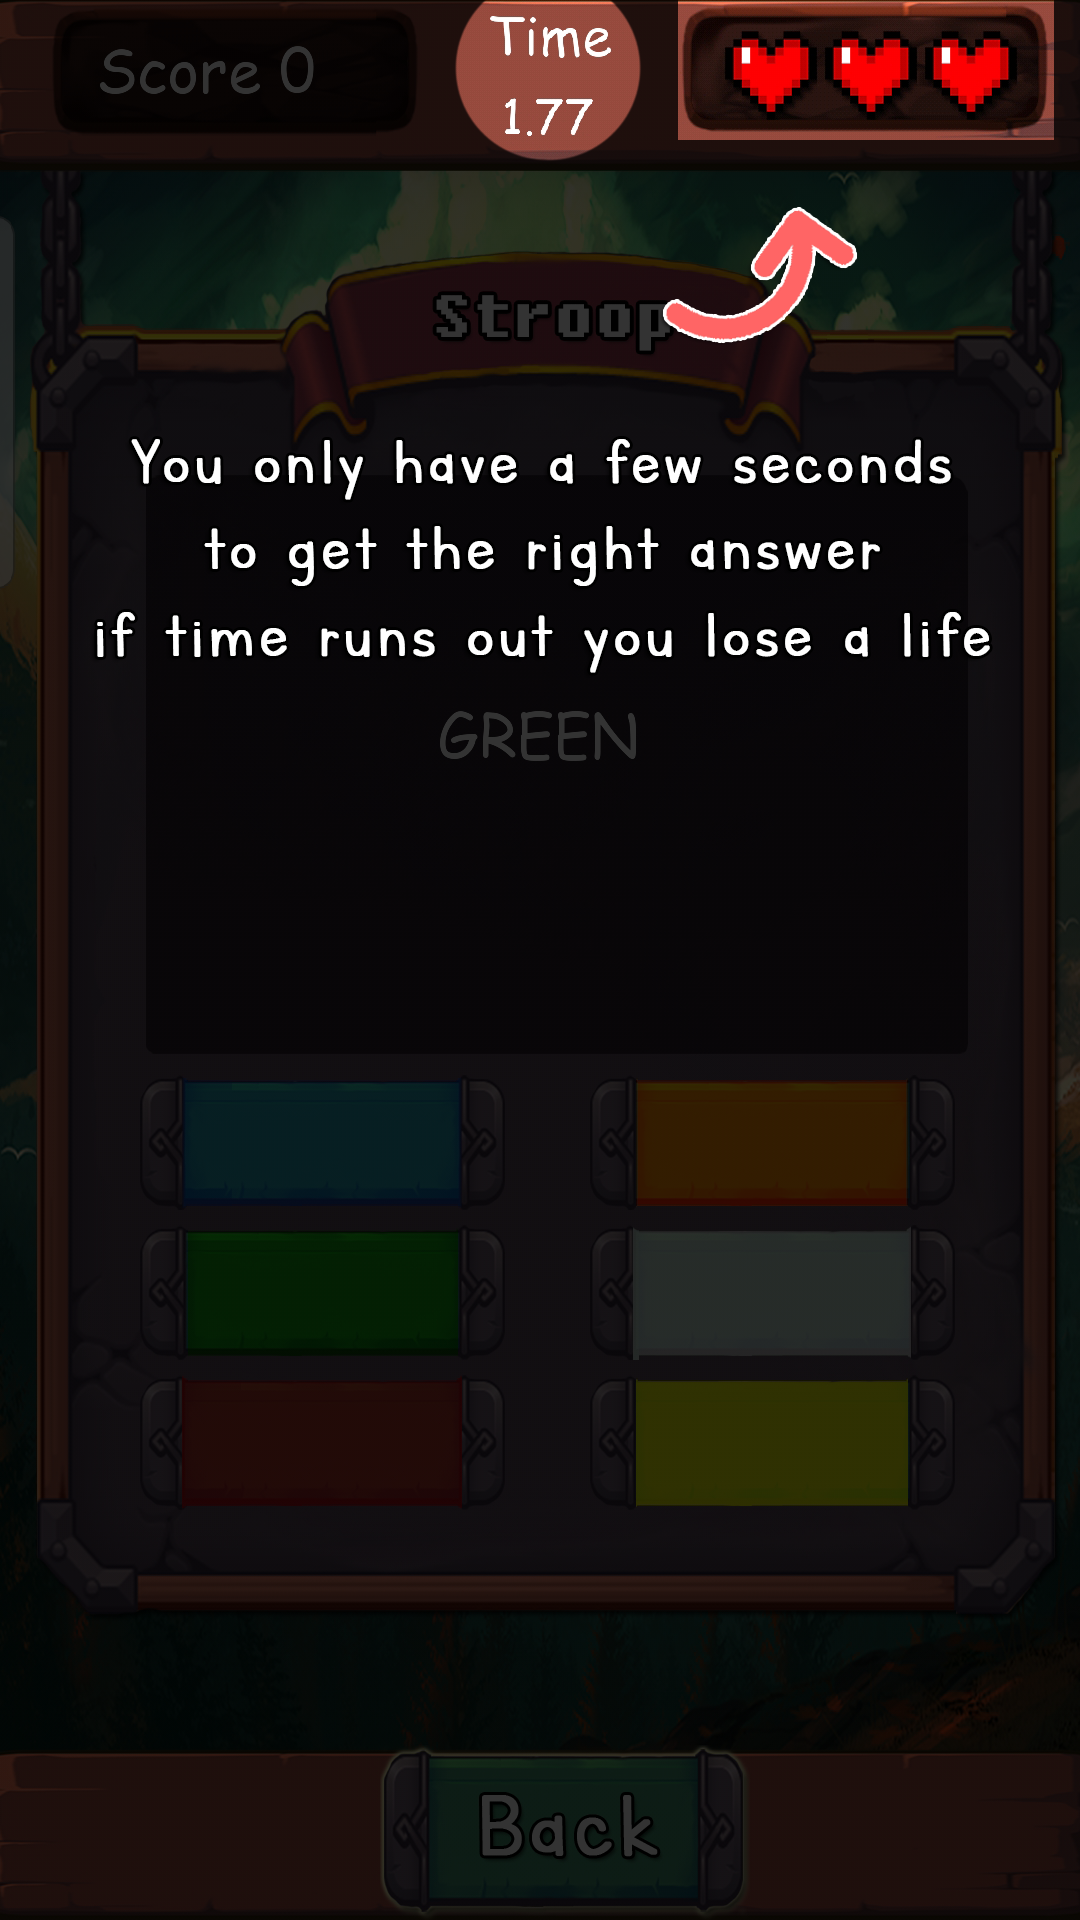 Score 0
Time
1.77
Stroop
You only have a few seconds
to get the right answer
if time runs out you lose a life
GREEN
Back